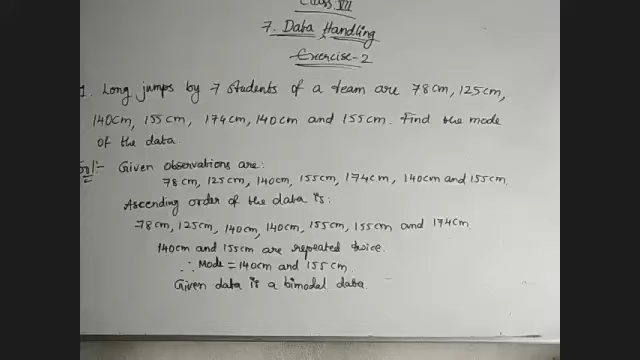 Class VII
7. Data Handling
Exercise-2
1. Long jumps by 7 students of a team are 78cm, 125cm,
140cm, 155cm, 174cm, 140cm and 155cm. Find the mode
of the data
Sol:- Given observations are:
78cm, 125cm, 140cm, 155cm, 174cm, 140cm and 155cm.
Ascending order of the data is:
78cm, 125cm, 140cm, 140cm, 155cm, 155cm and 174cm.
140cm and 155cm are repeated twice.
∴ Mode = 140cm and 155cm.
Given data is a bimodal data.